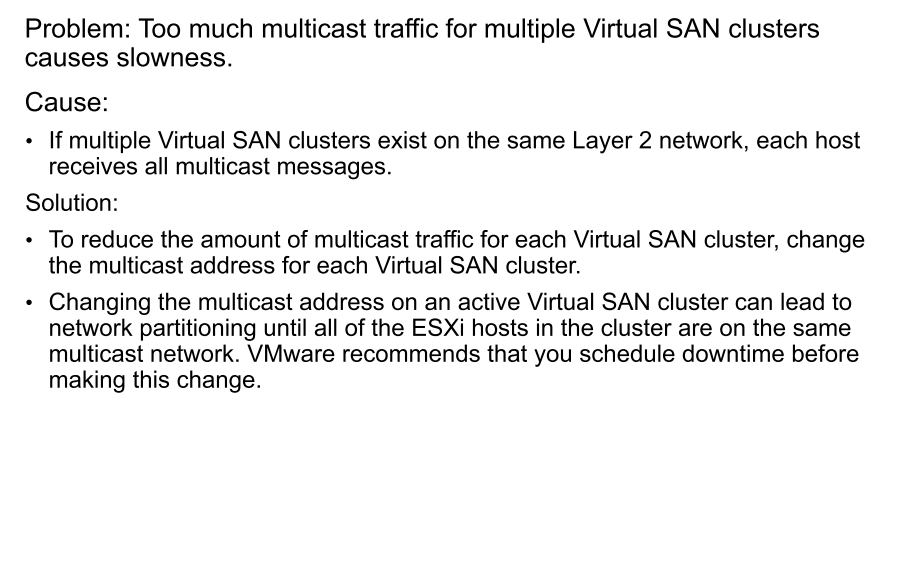 Problem: Too much multicast traffic for multiple Virtual SAN clusters
causes slowness.
Cause:
• If multiple Virtual SAN clusters exist on the same Layer 2 network, each host
receives all multicast messages.
Solution:
• To reduce the amount of multicast traffic for each Virtual SAN cluster, change
the multicast address for each Virtual SAN cluster.
• Changing the multicast address on an active Virtual SAN cluster can lead to
network partitioning until all of the ESXi hosts in the cluster are on the same
multicast network. VMware recommends that you schedule downtime before
making this change.